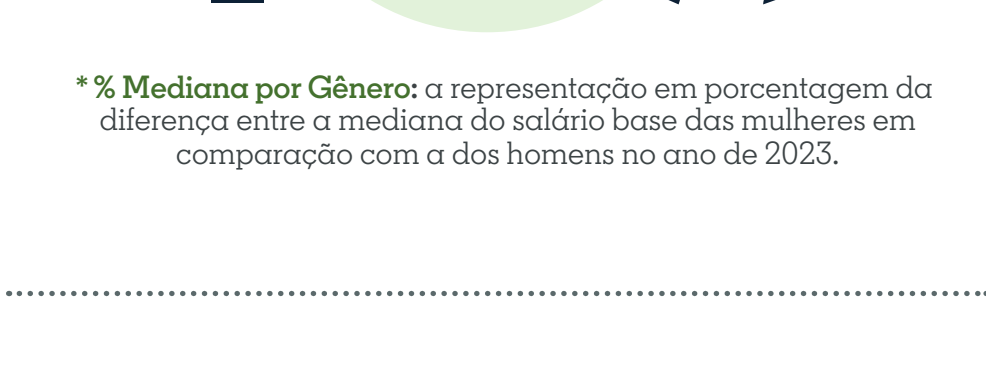 * % Mediana por Gênero: a representação em porcentagem da
diferença entre a mediana do salário base das mulheres em
comparação com a dos homens no ano de 2023.